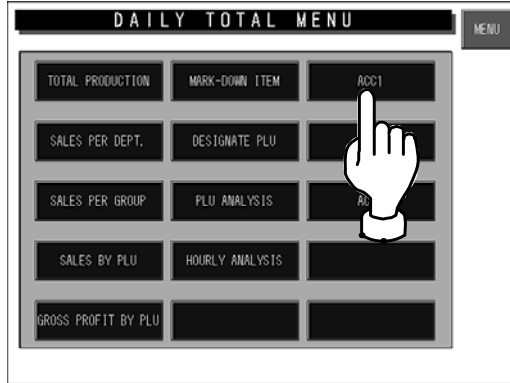 DAILY TOTAL MENU
MENU
TOTAL PRODUCTION
MARK-DOWN ITEM
ACC1
SALES PER DEPT.
DESIGNATE PLU
SALES PER GROUP
PLU ANALYSIS
SALES BY PLU
HOURLY ANALYSIS
GROSS PROFIT BY PLU